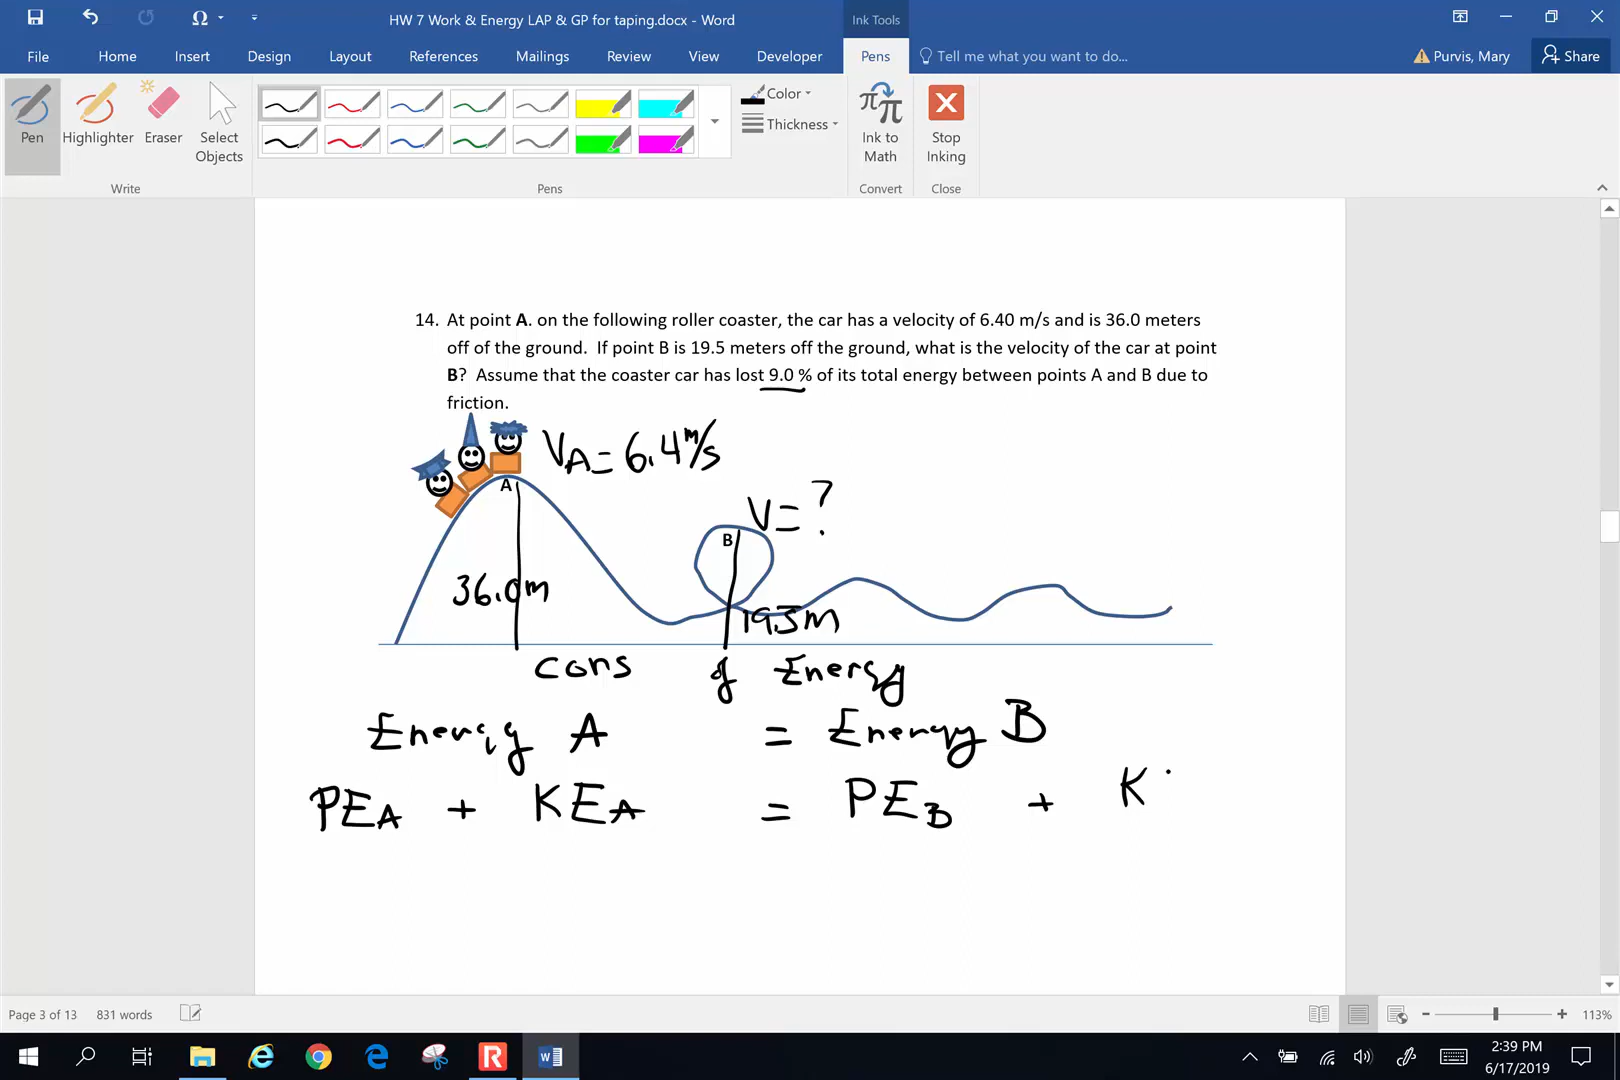 HW 7 Work & Energy LAP & GP for taping.docx - Word
Ink Tools
File Home Insert Design Layout References Mailings Review View Developer Pens Tell me what you want to do... Purvis, Mary Share
Pen Highlighter Eraser Select Objects
Color
Thickness
Ink to Math
Stop Inking
Write Pens Convert Close
14. At point A. on the following roller coaster, the car has a velocity of 6.40 m/s and is 36.0 meters
off of the ground. If point B is 19.5 meters off the ground, what is the velocity of the car at point
B? Assume that the coaster car has lost 9.0 % of its total energy between points A and B due to
friction.
VA = 6.4 m/s
A
V = ?
B
36.0m
19.5m
cons of Energy
Energy A = Energy B
PEA + KEA = PEB + K
Page 3 of 13 831 words
113%
2:39 PM
6/17/2019